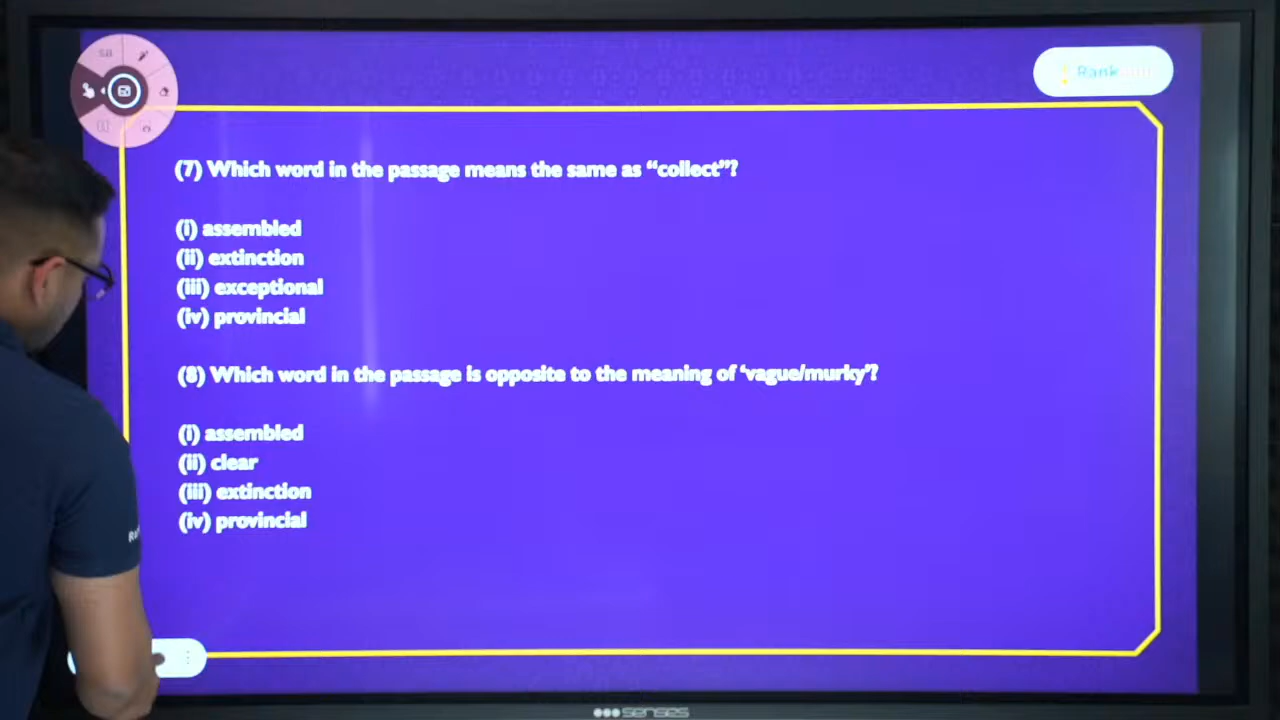 sa
Rank
(7) Which word in the passage means the same as “collect”?
(i) assembled
(ii) extinction
(iii) exceptional
(iv) provincial
(8) Which word in the passage is opposite to the meaning of ‘vague/murky’?
(i) assembled
(ii) clear
(iii) extinction
(iv) provincial
senses